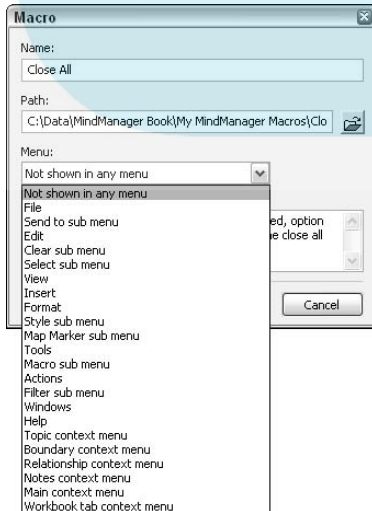 Macro
Name:
Close All
Path:
C:\Data\MindManager Book\My MindManager Macros\Clo
Menu:
Not shown in any menu
Not shown in any menu
File
Send to sub menu
ed, option
Edit
e close all
Clear sub menu
Select sub menu
View
Insert
Format
Cancel
Style sub menu
Map Marker sub menu
Tools
Macro sub menu
Actions
Filter sub menu
Windows
Help
Topic context menu
Boundary context menu
Relationship context menu
Notes context menu
Main context menu
Workbook tab context menu